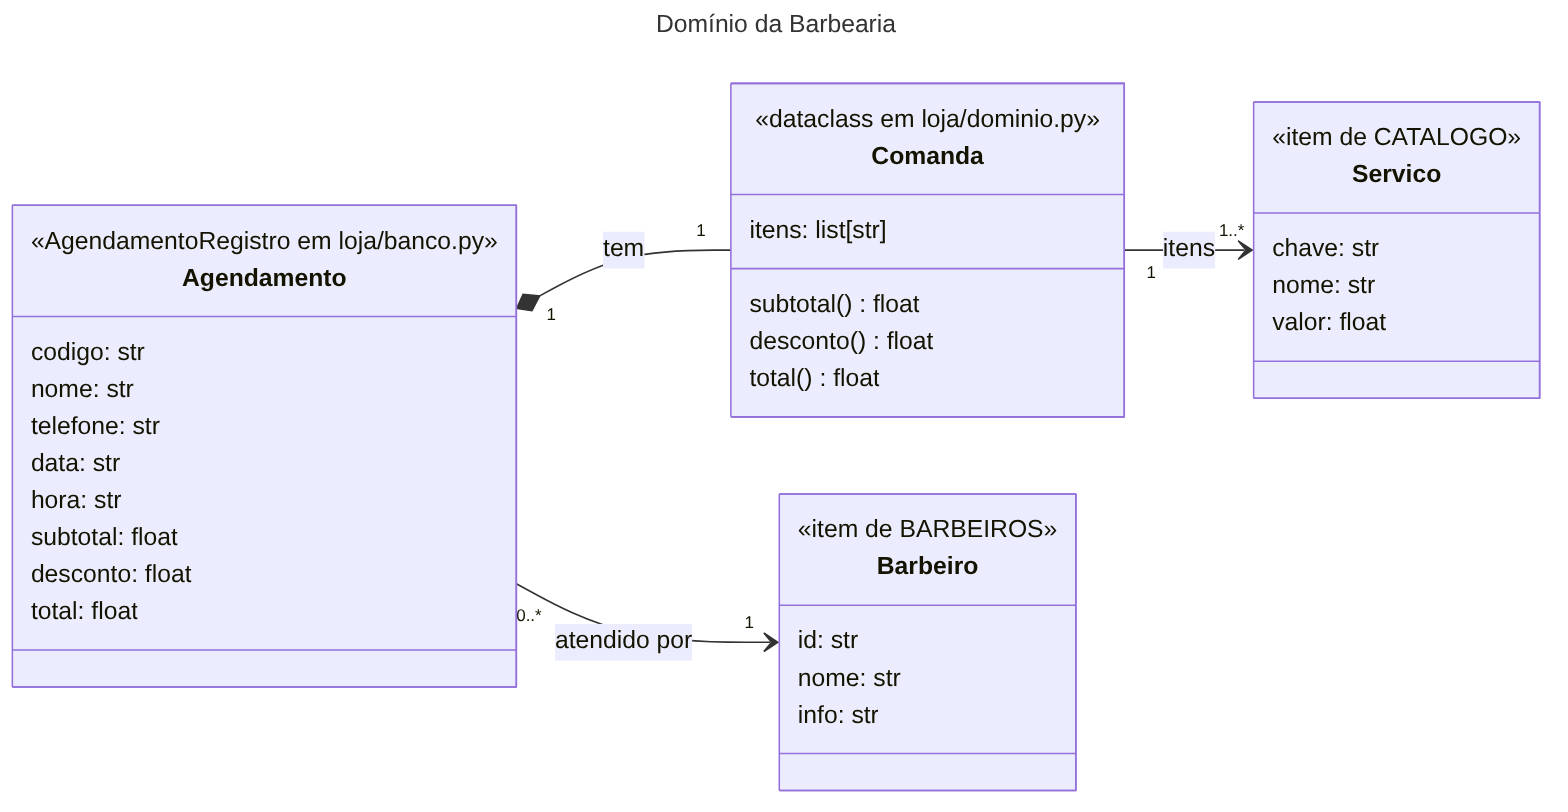 Domínio da Barbearia
«AgendamentoRegistro em loja/banco.py»
Agendamento
codigo: str
nome: str
telefone: str
data: str
hora: str
subtotal: float
desconto: float
total: float
1
tem
1
«dataclass em loja/dominio.py»
Comanda
itens: list[str]
subtotal() : float
desconto() : float
total() : float
1
itens
1..*
«item de CATALOGO»
Servico
chave: str
nome: str
valor: float
0..*
atendido por
1
«item de BARBEIROS»
Barbeiro
id: str
nome: str
info: str